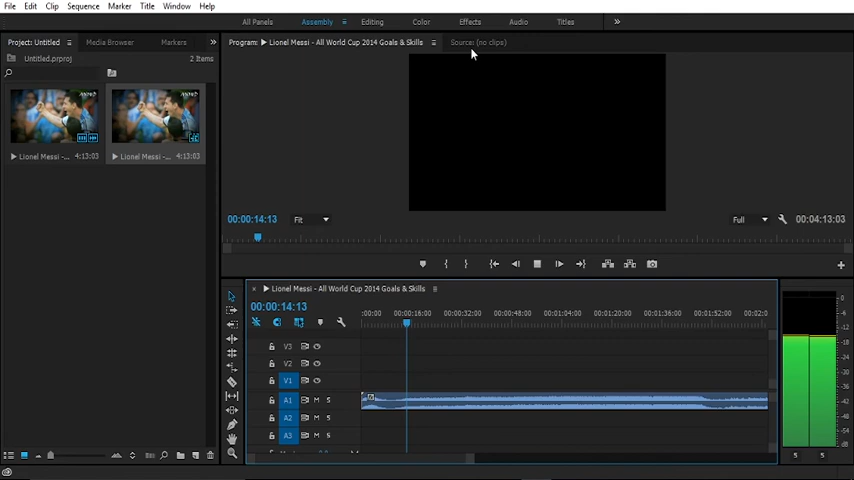 File Edit Clip Sequence Marker Title Window Help
All Panels Assembly Editing Color Effects Audio Titles
Project: Untitled Media Browser Markers
Program: Lionel Messi - All World Cup 2014 Goals & Skills Source: (no clips)
Untitled.prproj 2 Items
Lionel Messi -... 4:13:03 Lionel Messi -... 4:13:03
00:00:14:13 Fit Full 00:04:13:03
Lionel Messi - All World Cup 2014 Goals & Skills
00:00:14:13
:00:00 00:00:16:00 00:00:32:00 00:00:48:00 00:01:04:00 00:01:20:00 00:01:36:00 00:01:52:00 00:02:0
V3
V2
V1
A1 M S
A2 M S
A3 M S
0
-6
-12
-18
-24
-30
-36
-42
-48
-54
dB
S S